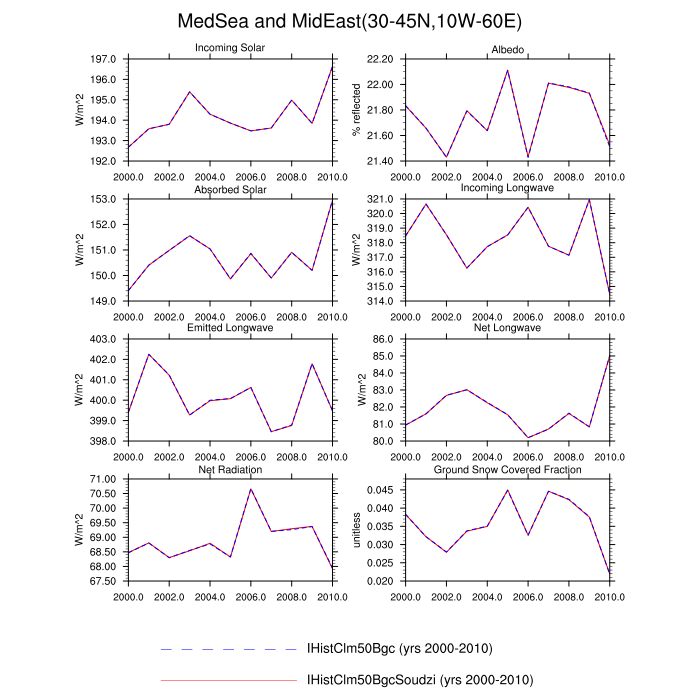 MedSea and MidEast(30-45N,10W-60E)
Incoming Solar
W/m^2
197.0
196.0
195.0
194.0
193.0
192.0
2000.0 2002.0 2004.0 2006.0 2008.0 2010.0
Albedo
% reflected
22.20
22.00
21.80
21.60
21.40
2000.0 2002.0 2004.0 2006.0 2008.0 2010.0
Absorbed Solar
W/m^2
153.0
152.0
151.0
150.0
149.0
2000.0 2002.0 2004.0 2006.0 2008.0 2010.0
Incoming Longwave
W/m^2
321.0
320.0
319.0
318.0
317.0
316.0
315.0
314.0
2000.0 2002.0 2004.0 2006.0 2008.0 2010.0
Emitted Longwave
W/m^2
403.0
402.0
401.0
400.0
399.0
398.0
2000.0 2002.0 2004.0 2006.0 2008.0 2010.0
Net Longwave
W/m^2
86.0
85.0
84.0
83.0
82.0
81.0
80.0
2000.0 2002.0 2004.0 2006.0 2008.0 2010.0
Net Radiation
W/m^2
71.00
70.50
70.00
69.50
69.00
68.50
68.00
67.50
2000.0 2002.0 2004.0 2006.0 2008.0 2010.0
Ground Snow Covered Fraction
unitless
0.045
0.040
0.035
0.030
0.025
0.020
2000.0 2002.0 2004.0 2006.0 2008.0 2010.0
IHistClm50Bgc (yrs 2000-2010)
IHistClm50BgcSoudzi (yrs 2000-2010)